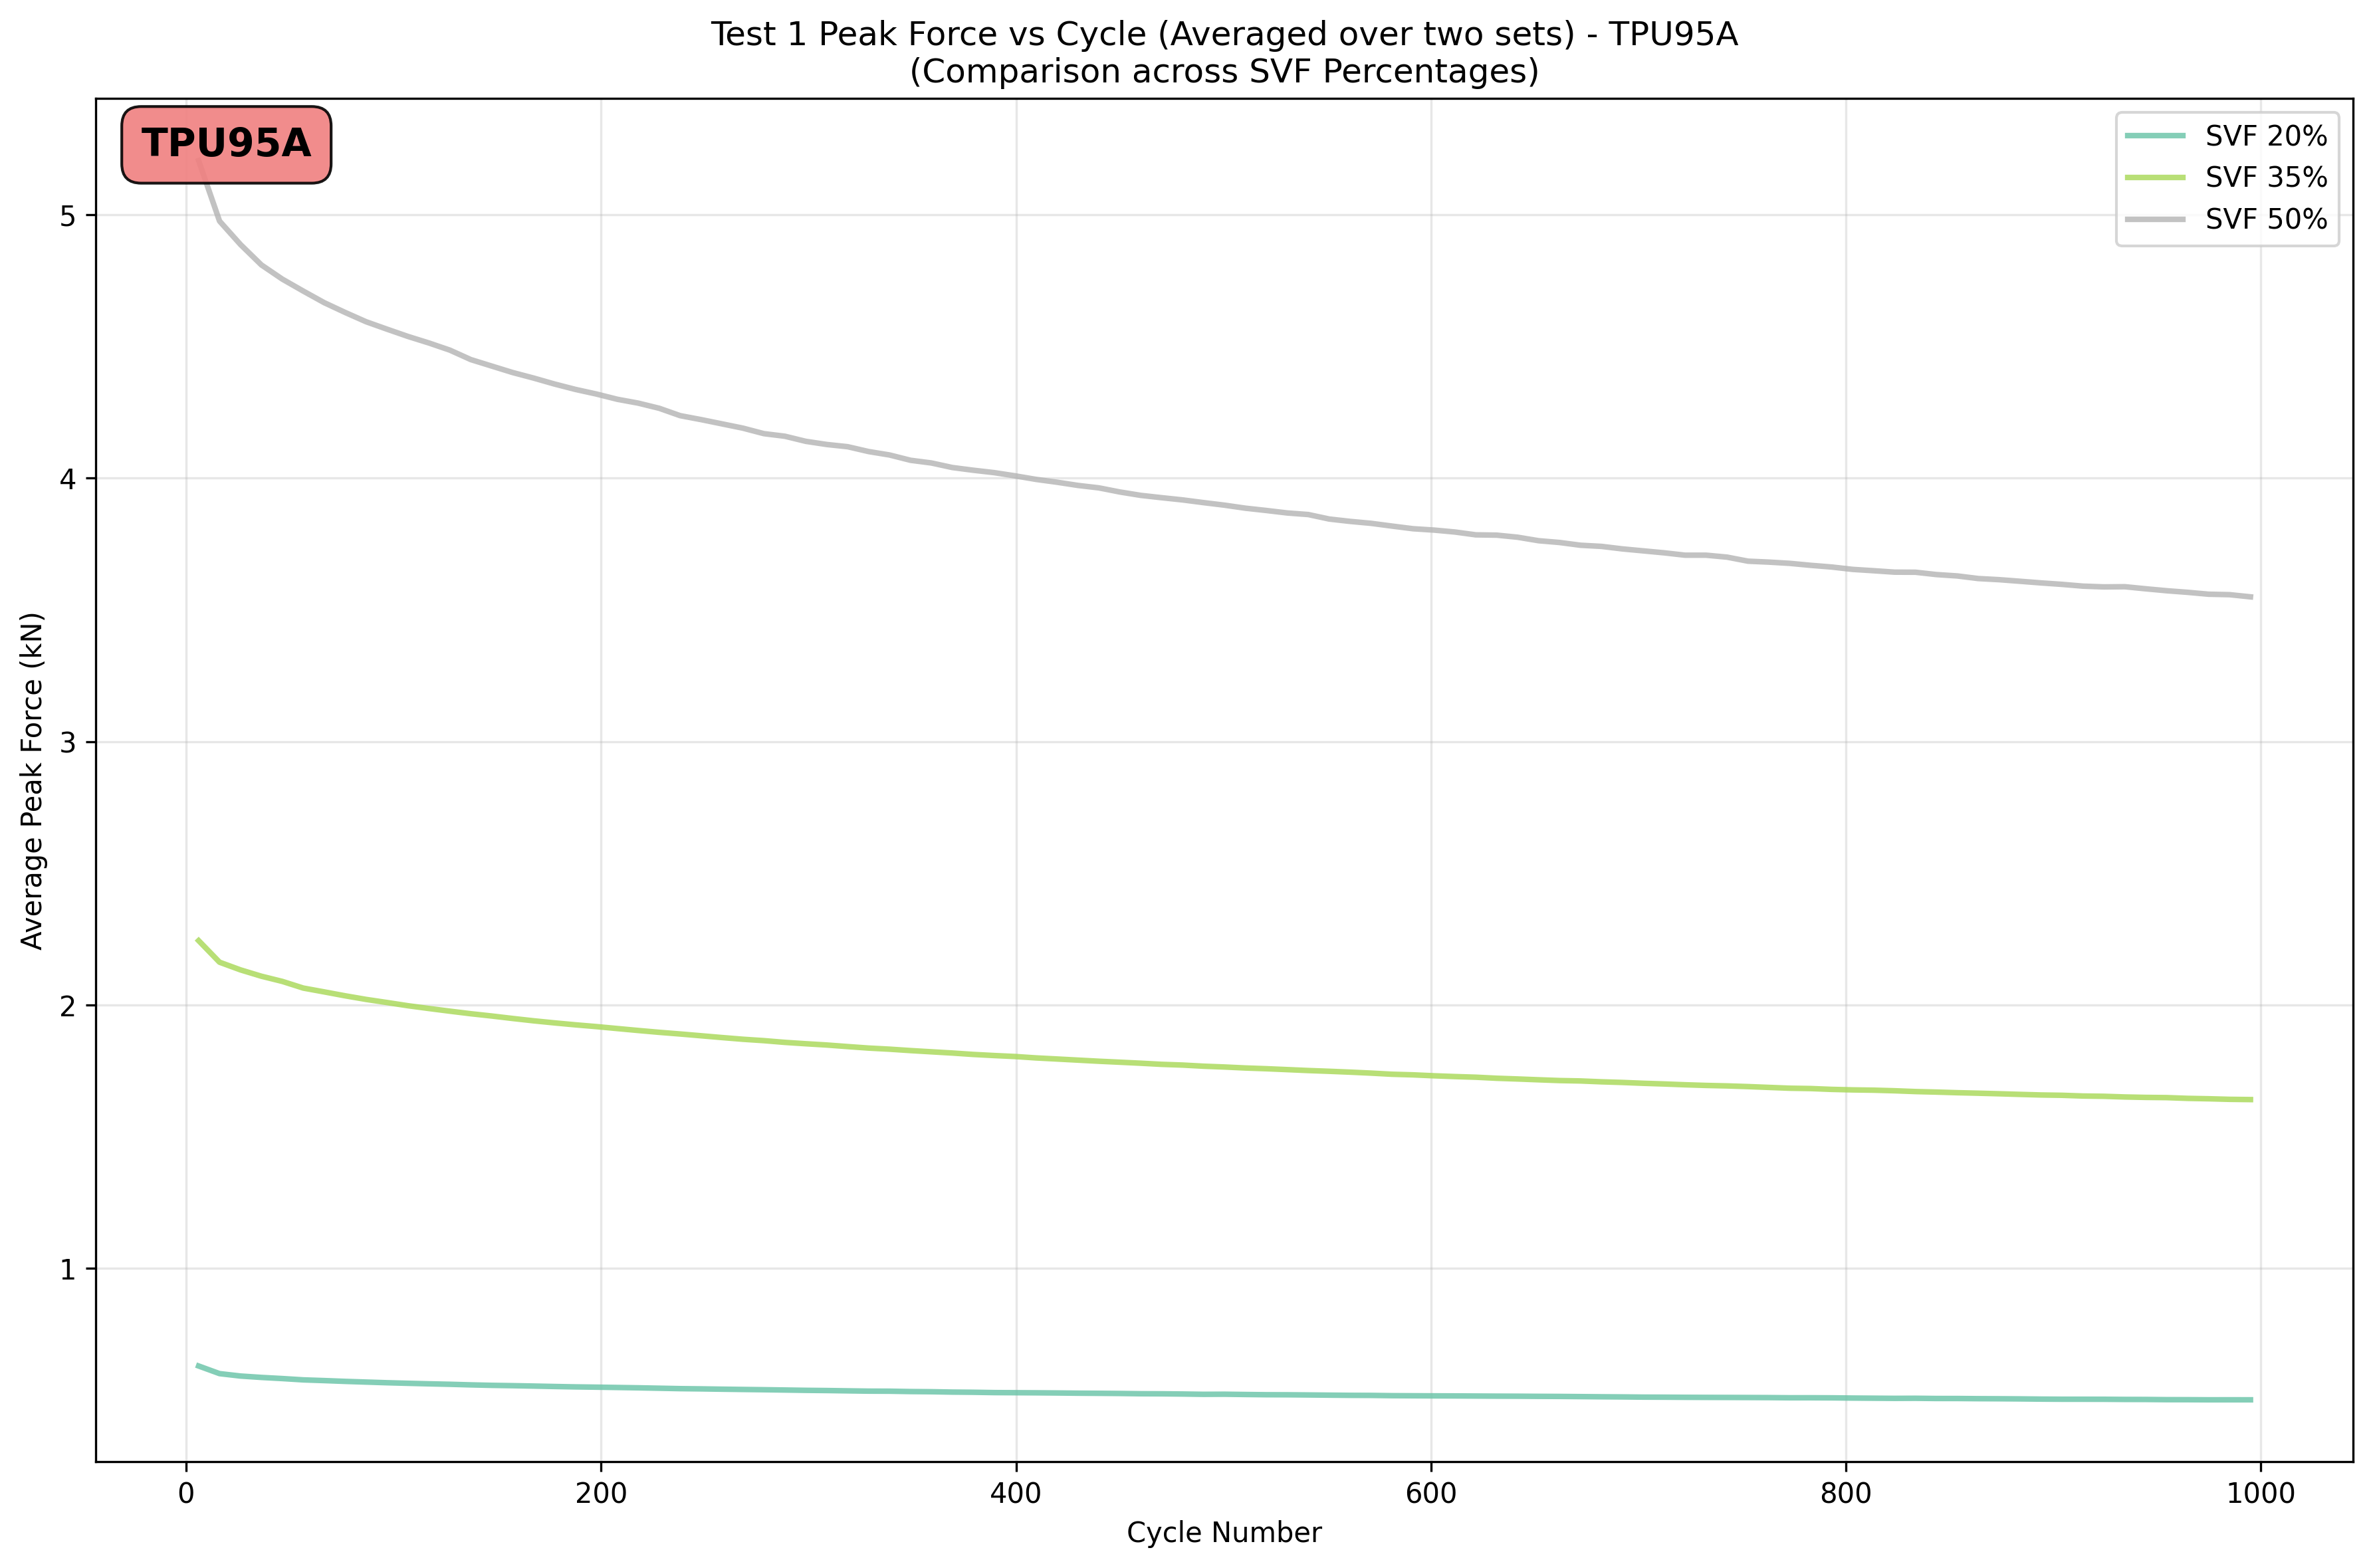 Test 1 Peak Force vs Cycle (Averaged over two sets) - TPU95A
(Comparison across SVF Percentages)
TPU95A
SVF 20%
SVF 35%
SVF 50%
Average Peak Force (kN)
5
4
3
2
1
0
200
400
600
800
1000
Cycle Number